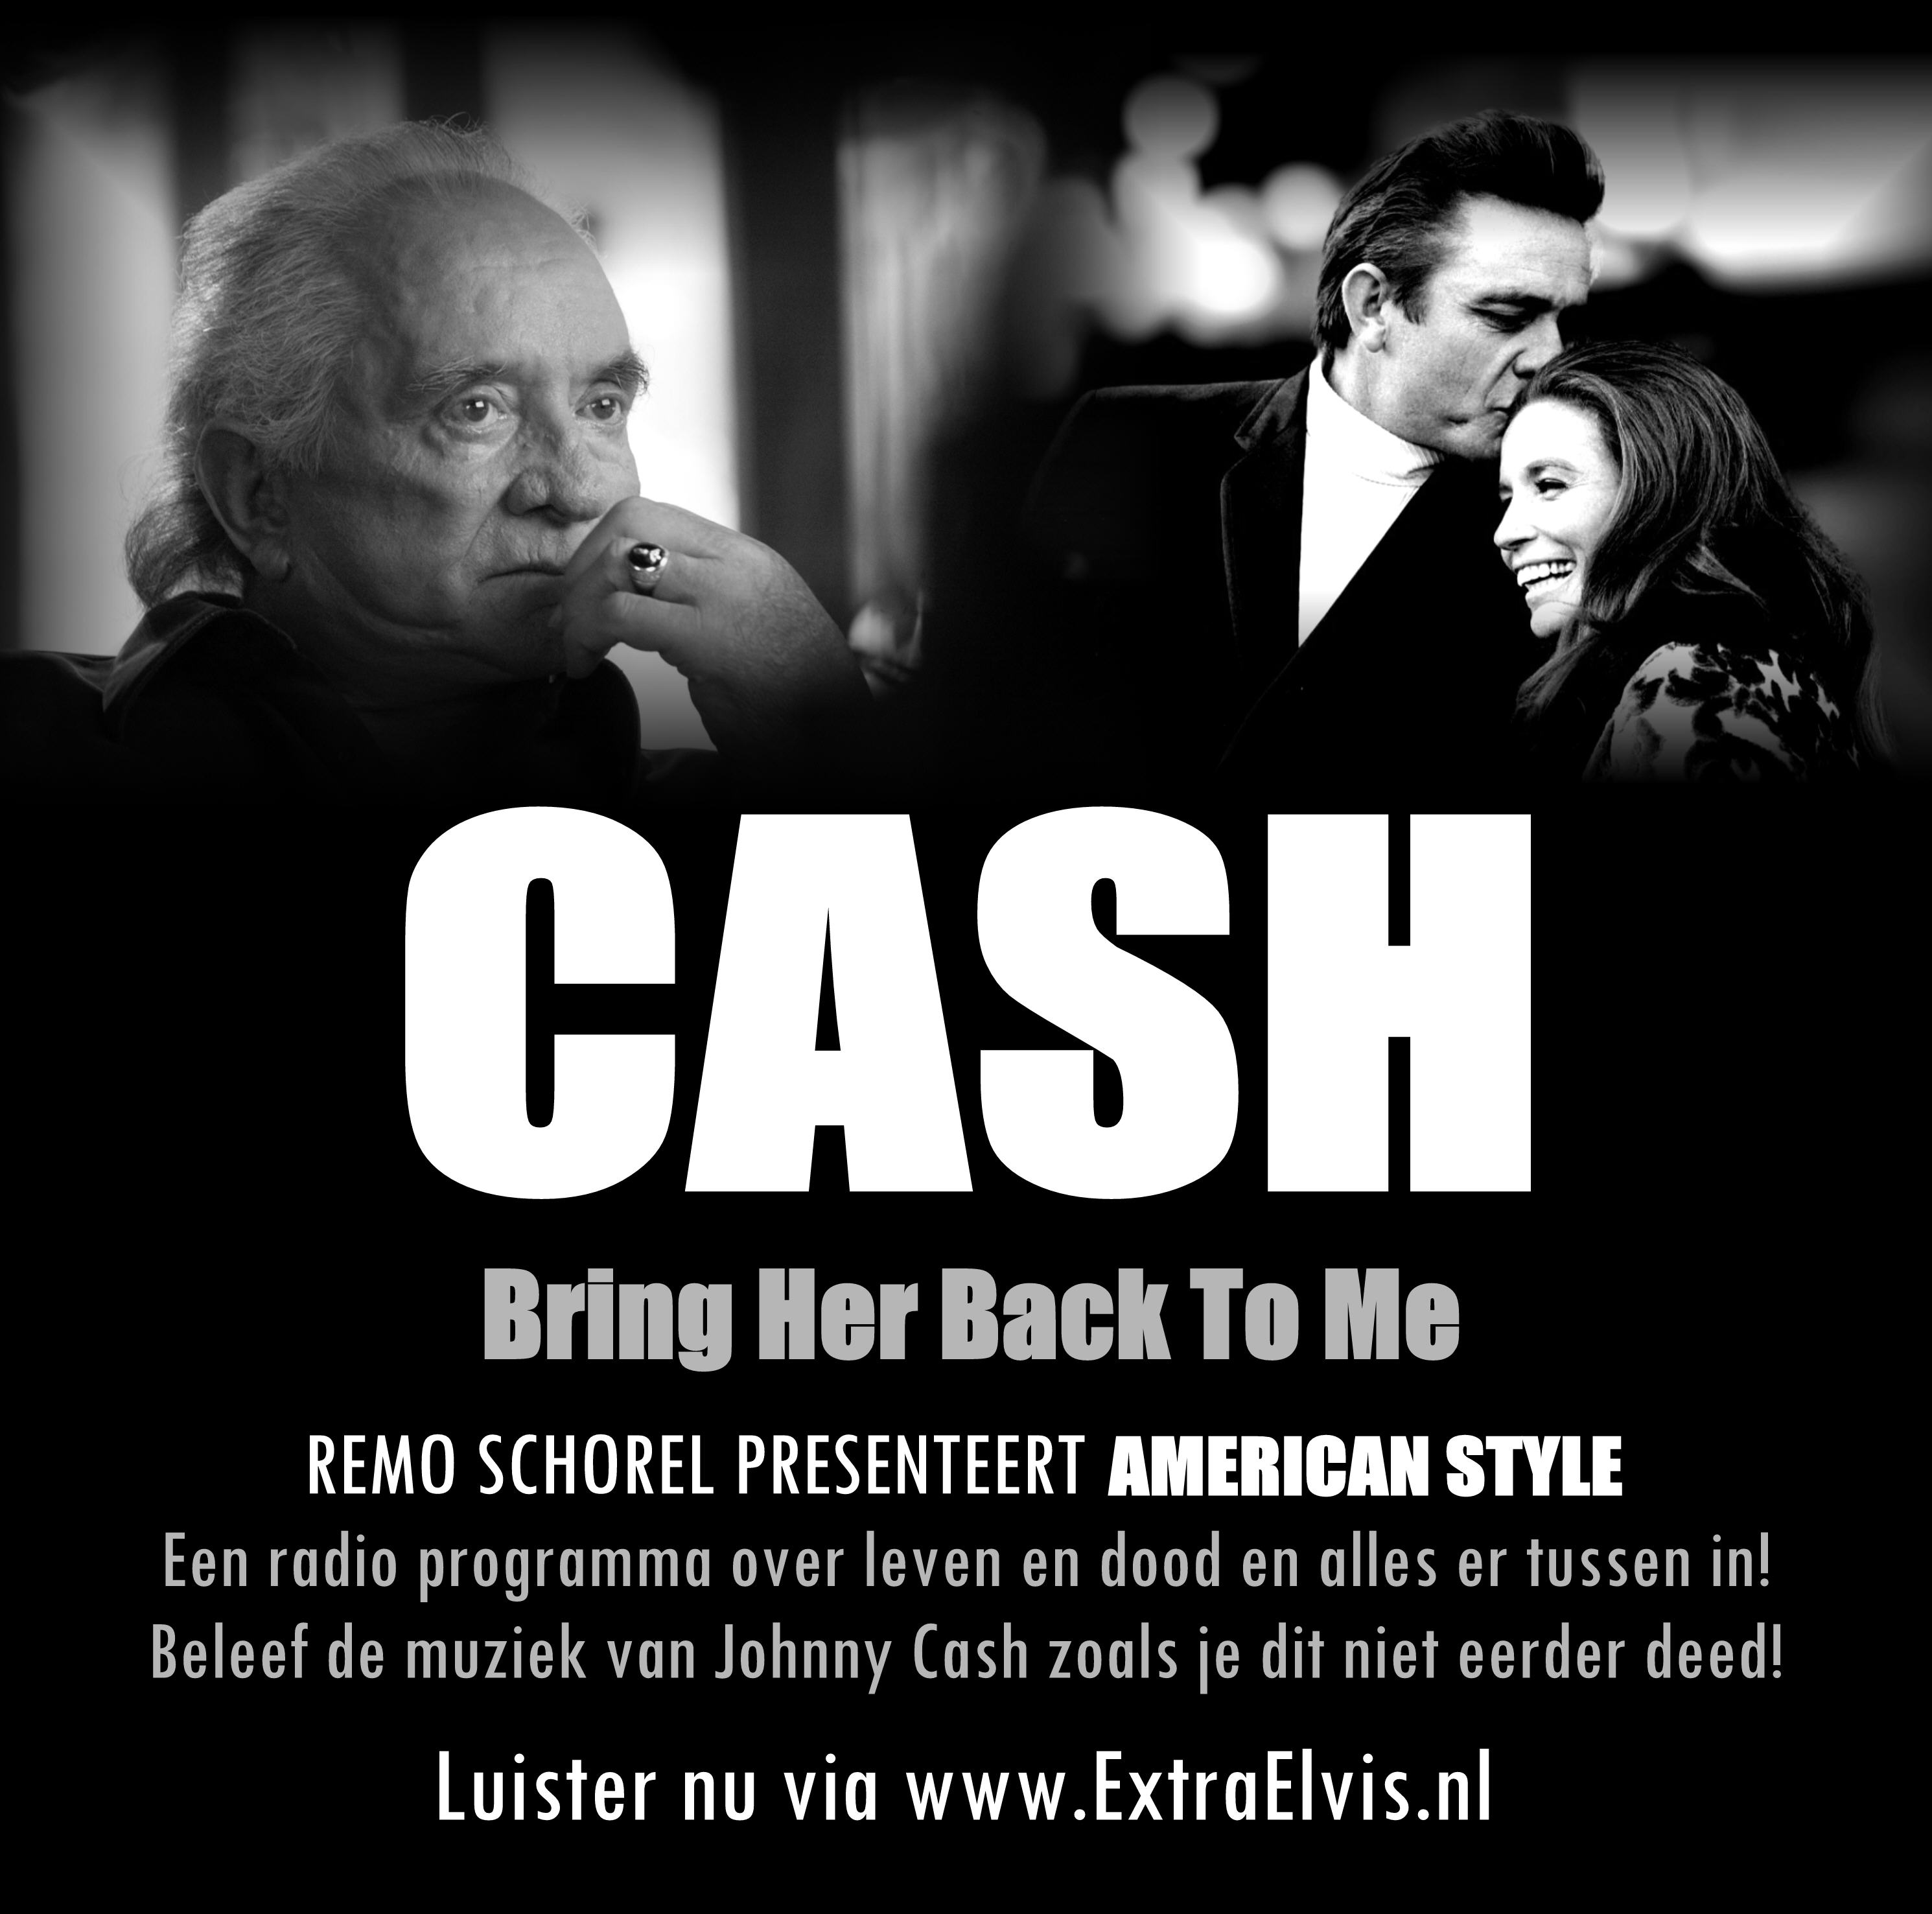 CASH
Bring Her Back To Me
REMO SCHOREL PRESENTEERT AMERICAN STYLE
Een radio programma over leven en dood en alles er tussen in!
Beleef de muziek van Johnny Cash zoals je dit niet eerder deed!
Luister nu via www.ExtraElvis.nl